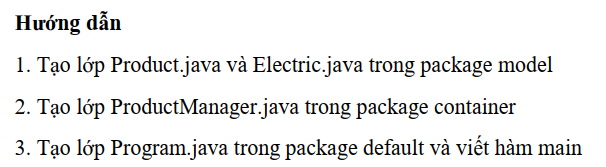 Hướng dẫn
1. Tạo lớp Product.java và Electric.java trong package model
2. Tạo lớp ProductManager.java trong package container
3. Tạo lớp Program.java trong package default và viết hàm main